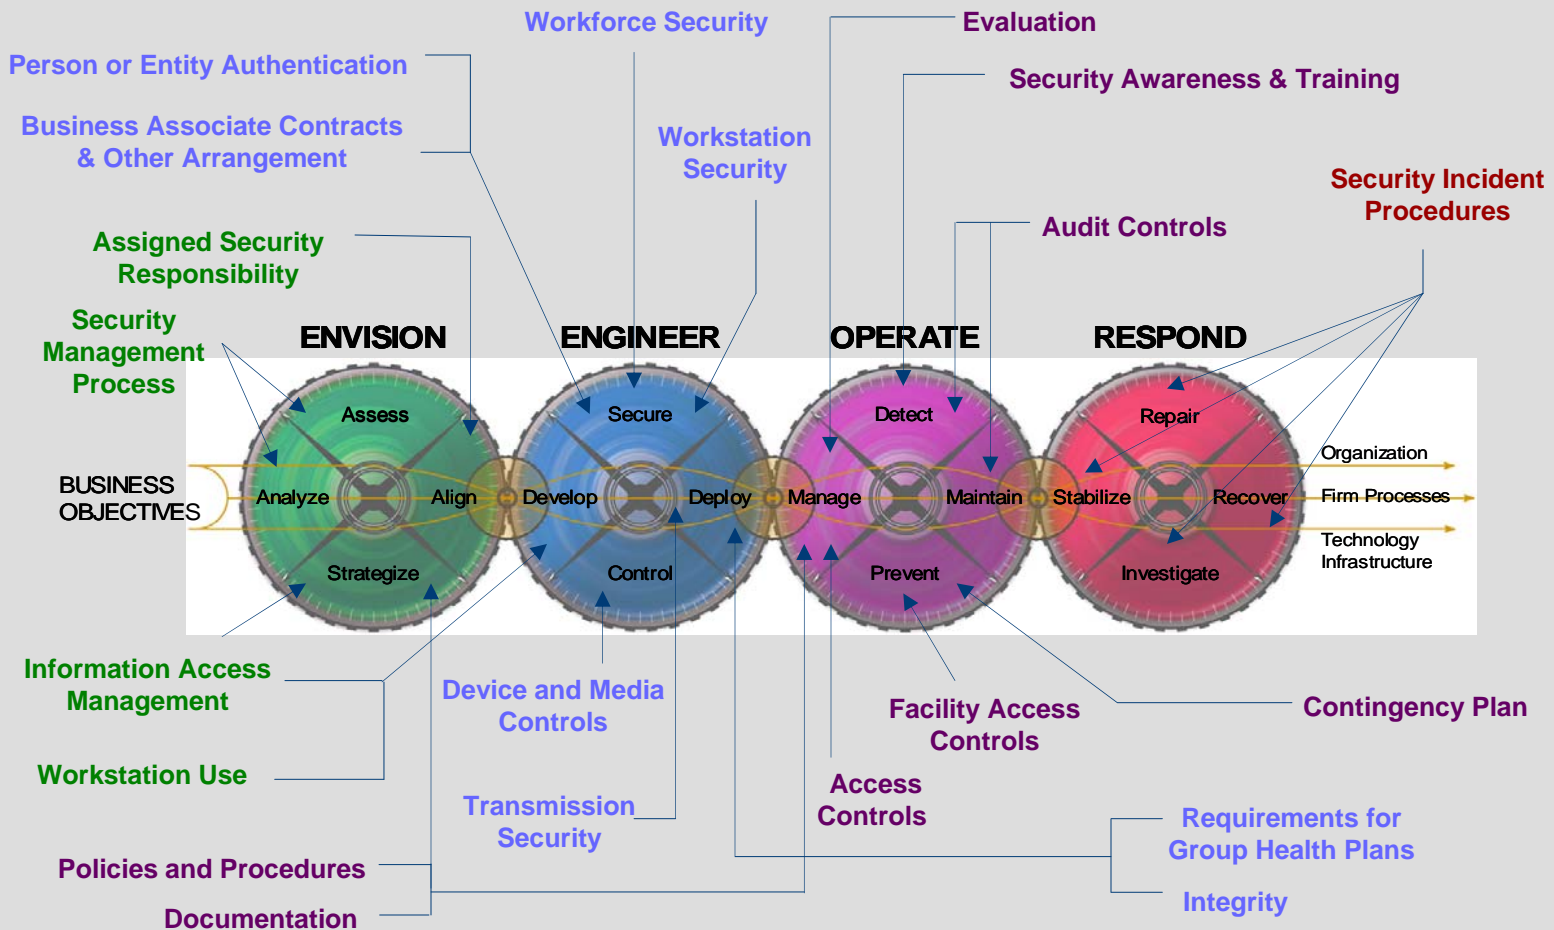 Workforce Security
Evaluation
Person or Entity Authentication
Security Awareness & Training
Business Associate Contracts
& Other Arrangement
Workstation
Security
Security Incident
Procedures
Assigned Security
Responsibility
Audit Controls
Security
Management
Process
ENVISION
ENGINEER
OPERATE
RESPOND
Assess
Secure
Detect
Repair
BUSINESS
OBJECTIVES
Analyze
Align
Develop
Deploy
Manage
Maintain
Stabilize
Recover
Organization
Firm Processes
Technology
Infrastructure
Strategize
Control
Prevent
Investigate
Information Access
Management
Device and Media
Controls
Facility Access
Controls
Contingency Plan
Workstation Use
Transmission
Security
Access
Controls
Requirements for
Group Health Plans
Policies and Procedures
Integrity
Documentation